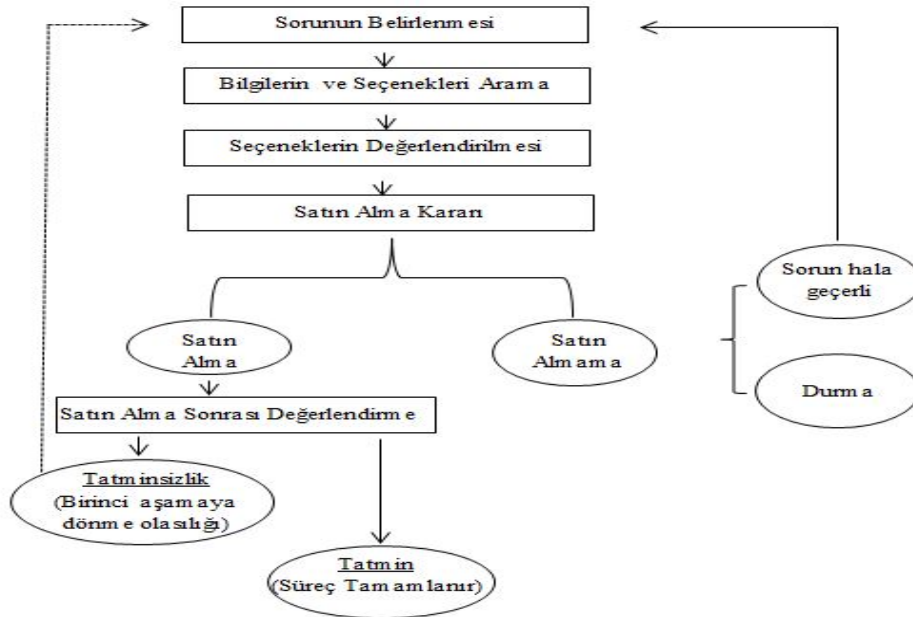 Sorunun Belirlenmesi
Bilgilerin ve Seçenekleri Arama
Seçeneklerin Değerlendirilmesi
Satın Alma Kararı
Satın
Alma
Satın
Almama
Sorun hala
geçerli
Durma
Satın Alma Sonrası Değerlendirme
Tatminsizlik
(Birinci aşamaya
dönme olasılığı)
Tatmin
(Süreç Tamamlanır)